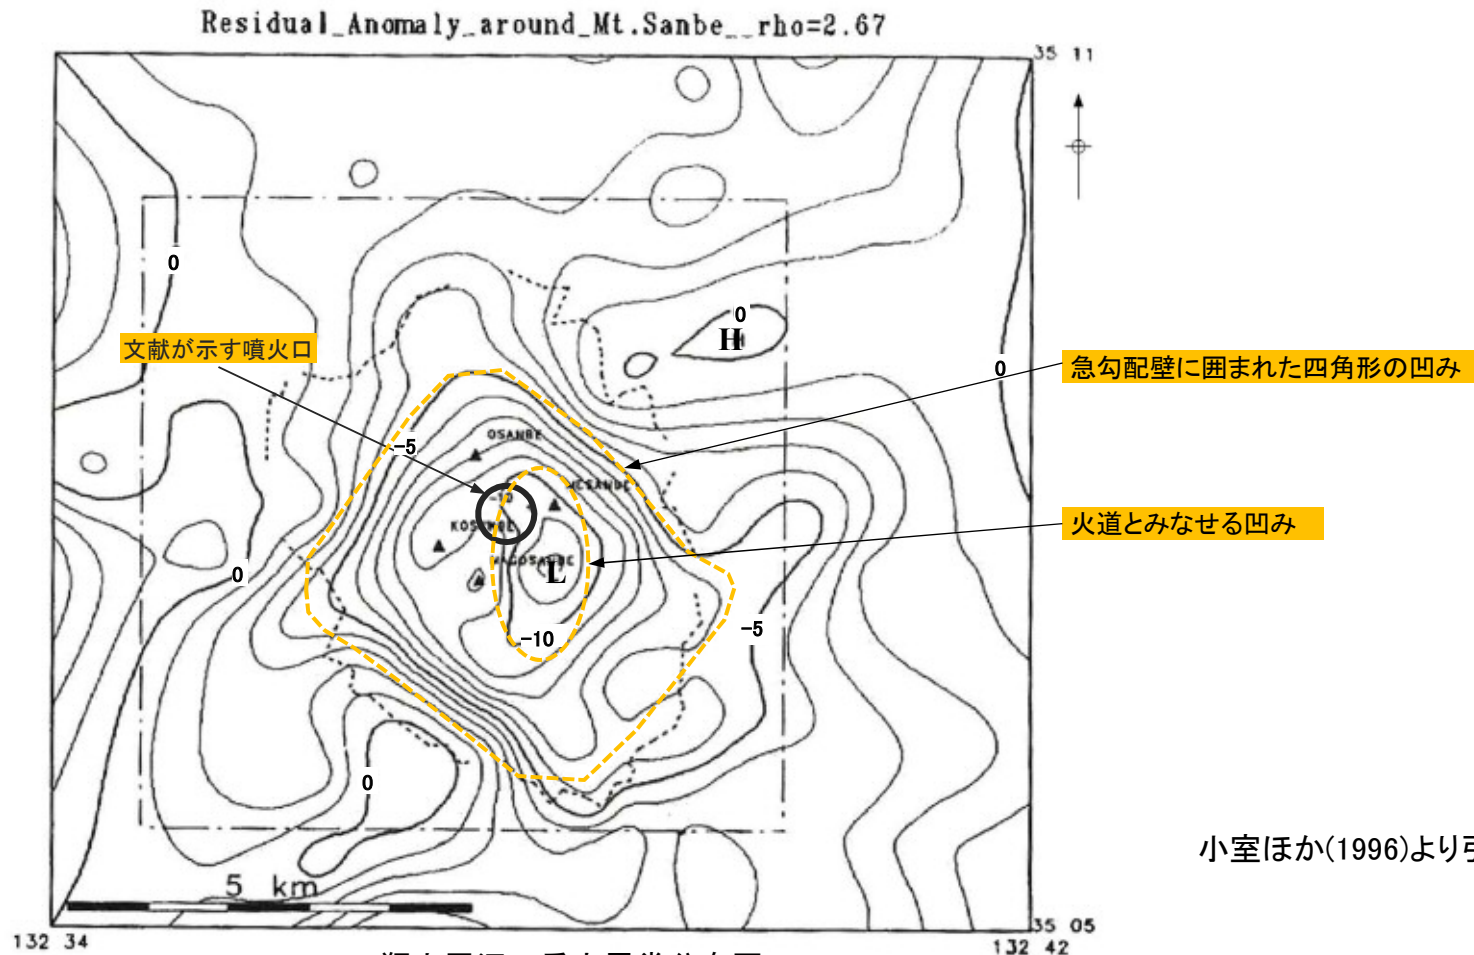 Residual_Anomaly_around_Mt.Sanbe__rho=2.67
35 11
0
0
H
文献が示す噴火口
急勾配壁に囲まれた四角形の凹み
0
-5
OSANBE
-10
KOSANBE
火道とみなせる凹み
L
0
-10
-5
0
小室ほか(1996)より
5 km
35 05
132 34
132 42